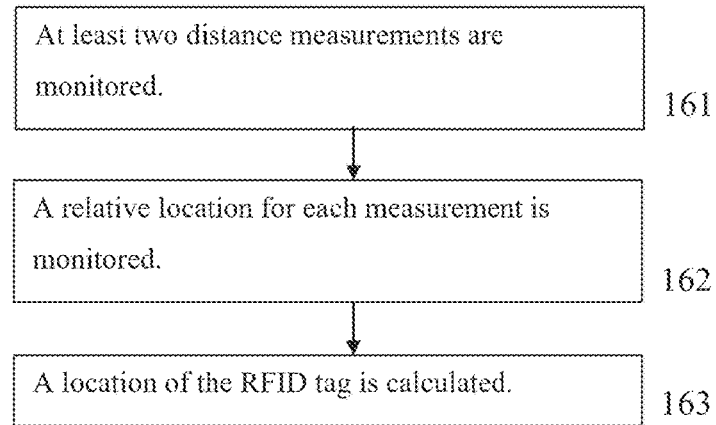 At least two distance measurements are
monitored.
161
A relative location for each measurement is
monitored.
162
A location of the RFID tag is calculated.
163